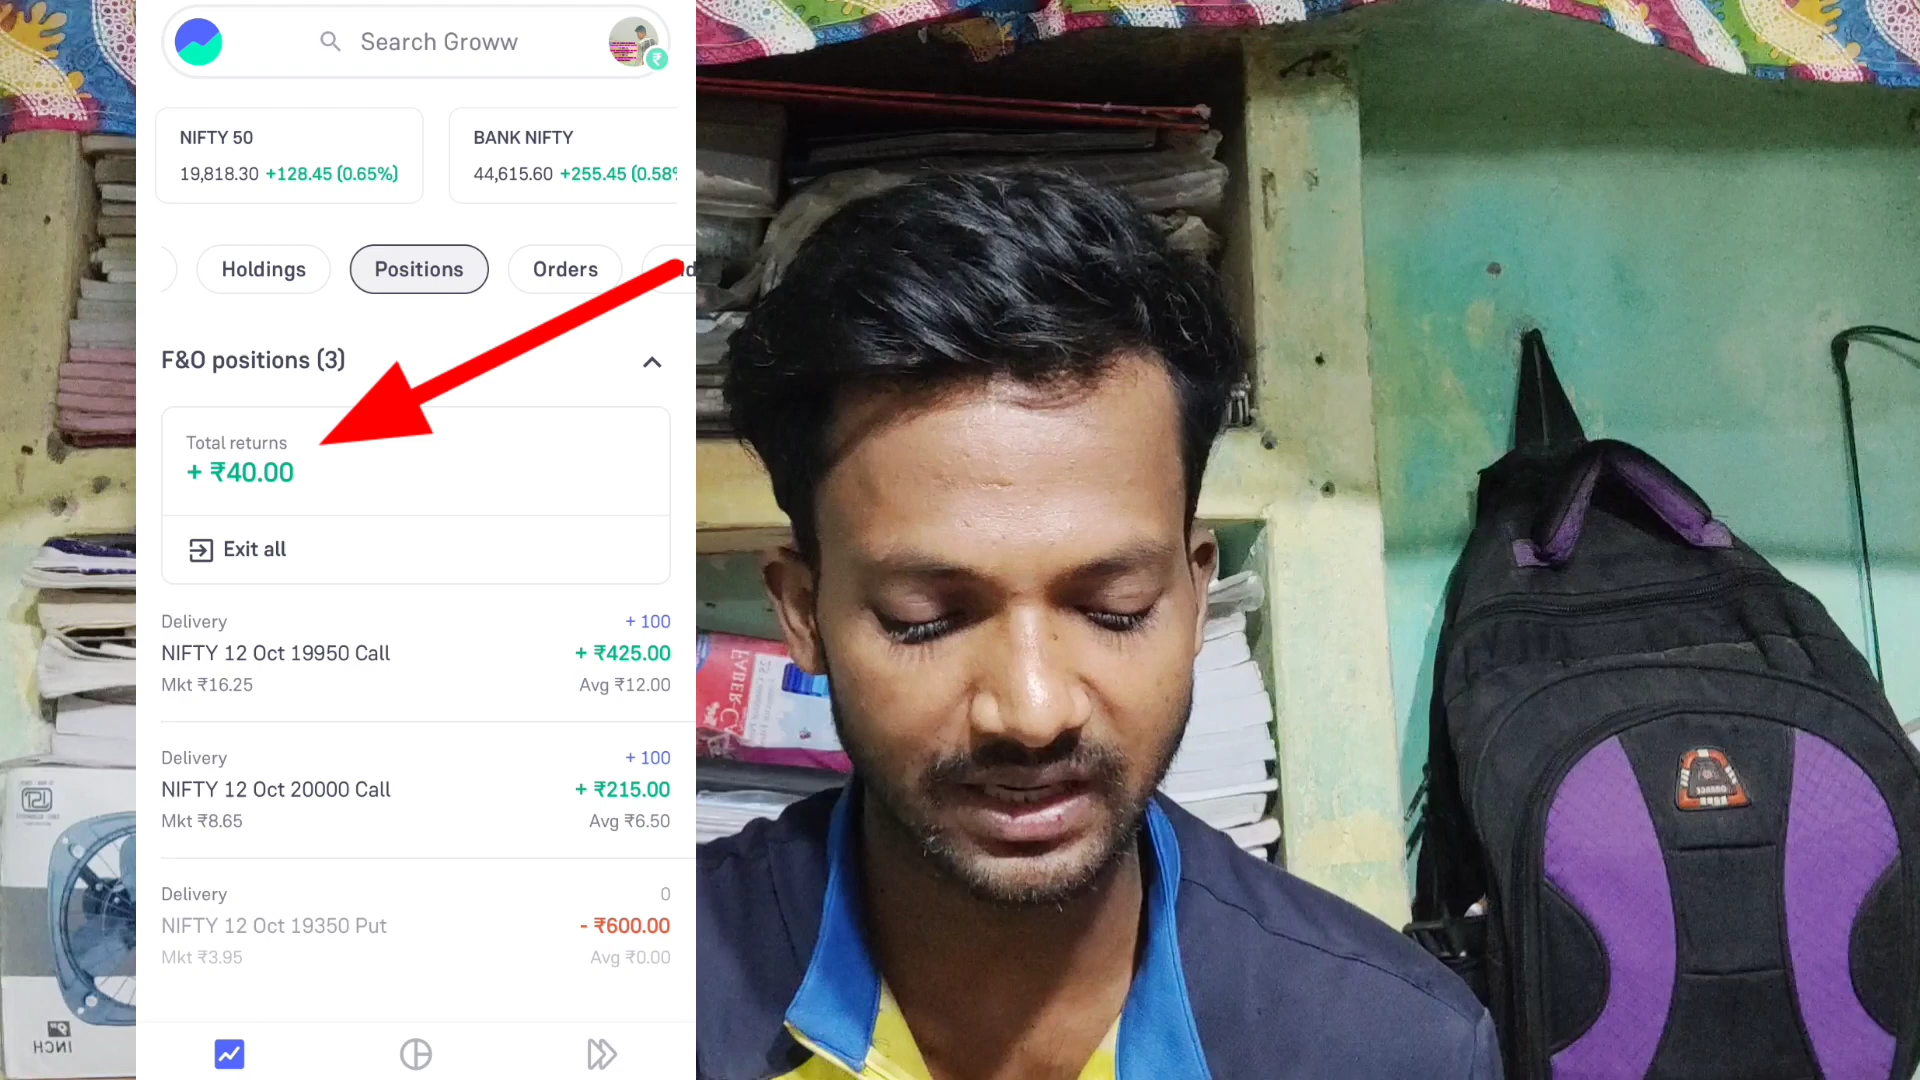 Search Groww
₹
NIFTY 50
19,818.30 +128.45 (0.65%)
BANK NIFTY
44,615.60 +255.45 (0.58%
Holdings
Positions
Orders
F&O positions (3)
Total returns
+ ₹40.00
Exit all
Delivery
+ 100
NIFTY 12 Oct 19950 Call
+ ₹425.00
Mkt ₹16.25
Avg ₹12.00
Delivery
+ 100
NIFTY 12 Oct 20000 Call
+ ₹215.00
Mkt ₹8.65
Avg ₹6.50
Delivery
0
NIFTY 12 Oct 19350 Put
- ₹600.00
Mkt ₹3.95
Avg ₹0.00
FABER-C
INCH